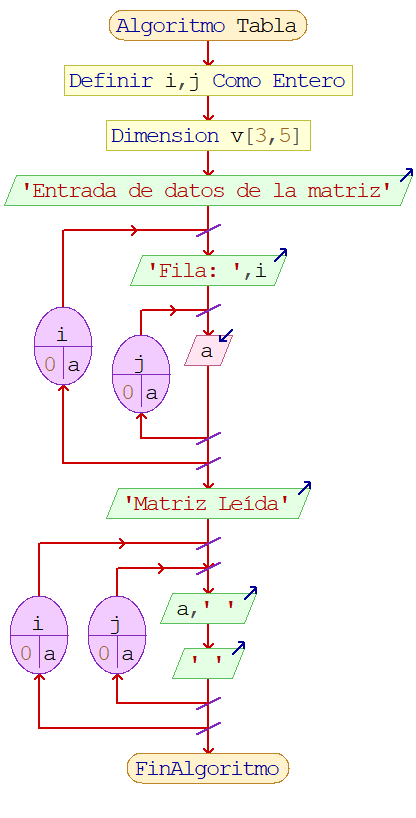 Algoritmo Tabla
Definir i,j Como Entero
Dimension v[3,5]
'Entrada de datos de la matriz'
'Fila: ',i
i
0 a
j
0 a
a
'Matriz Leída'
i
0 a
j
0 a
a,' '
' '
FinAlgoritmo